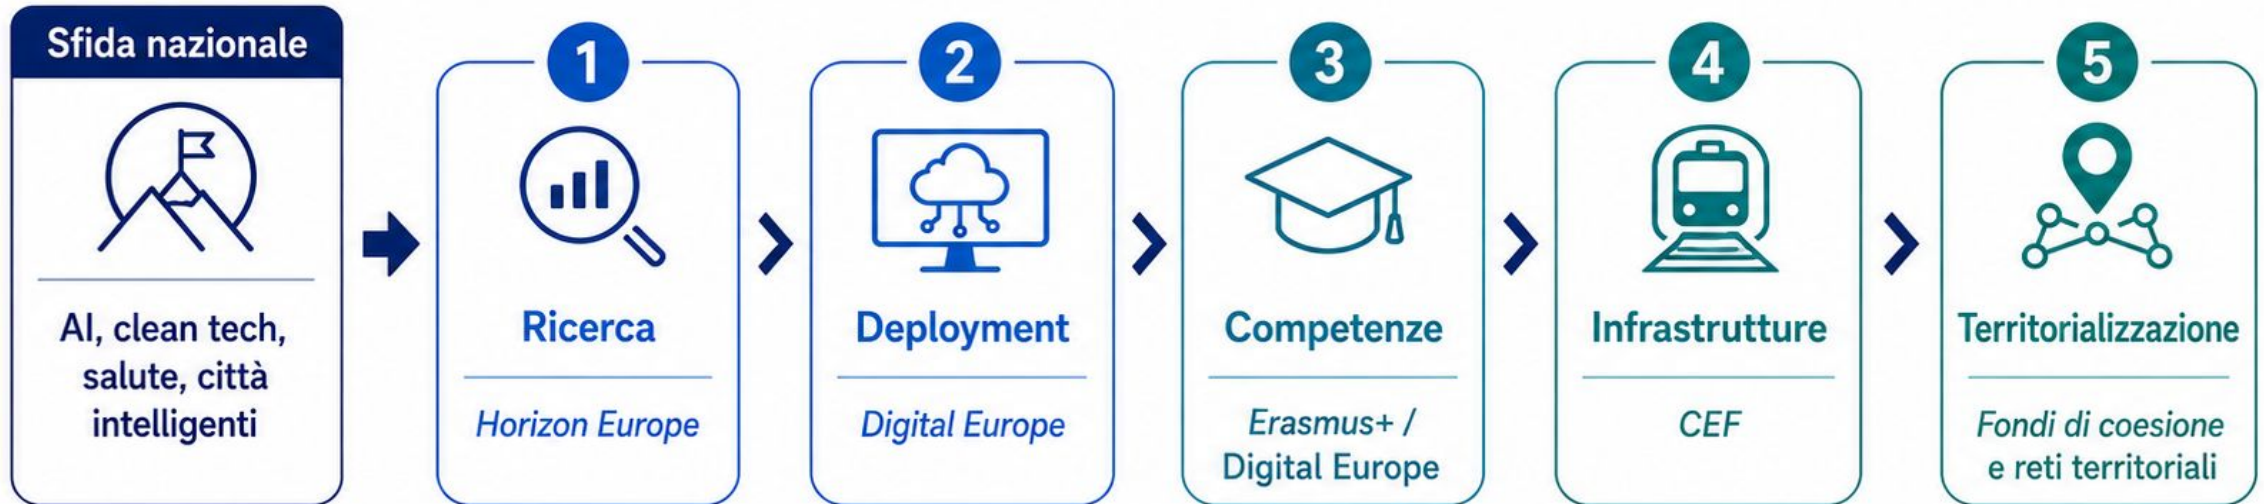 Sfida nazionale
AI, clean tech,
salute, città
intelligenti
1
Ricerca
Horizon Europe
2
Deployment
Digital Europe
3
Competenze
Erasmus+ /
Digital Europe
4
Infrastrutture
CEF
5
Territorializzazione
Fondi di coesione
e reti territoriali